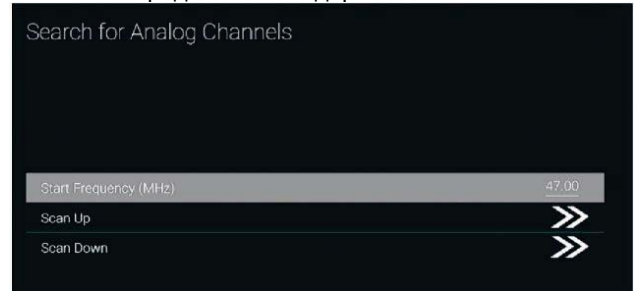 Search for Analog Channels
Start Frequency (MHz) 47.00
Scan Up
Scan Down